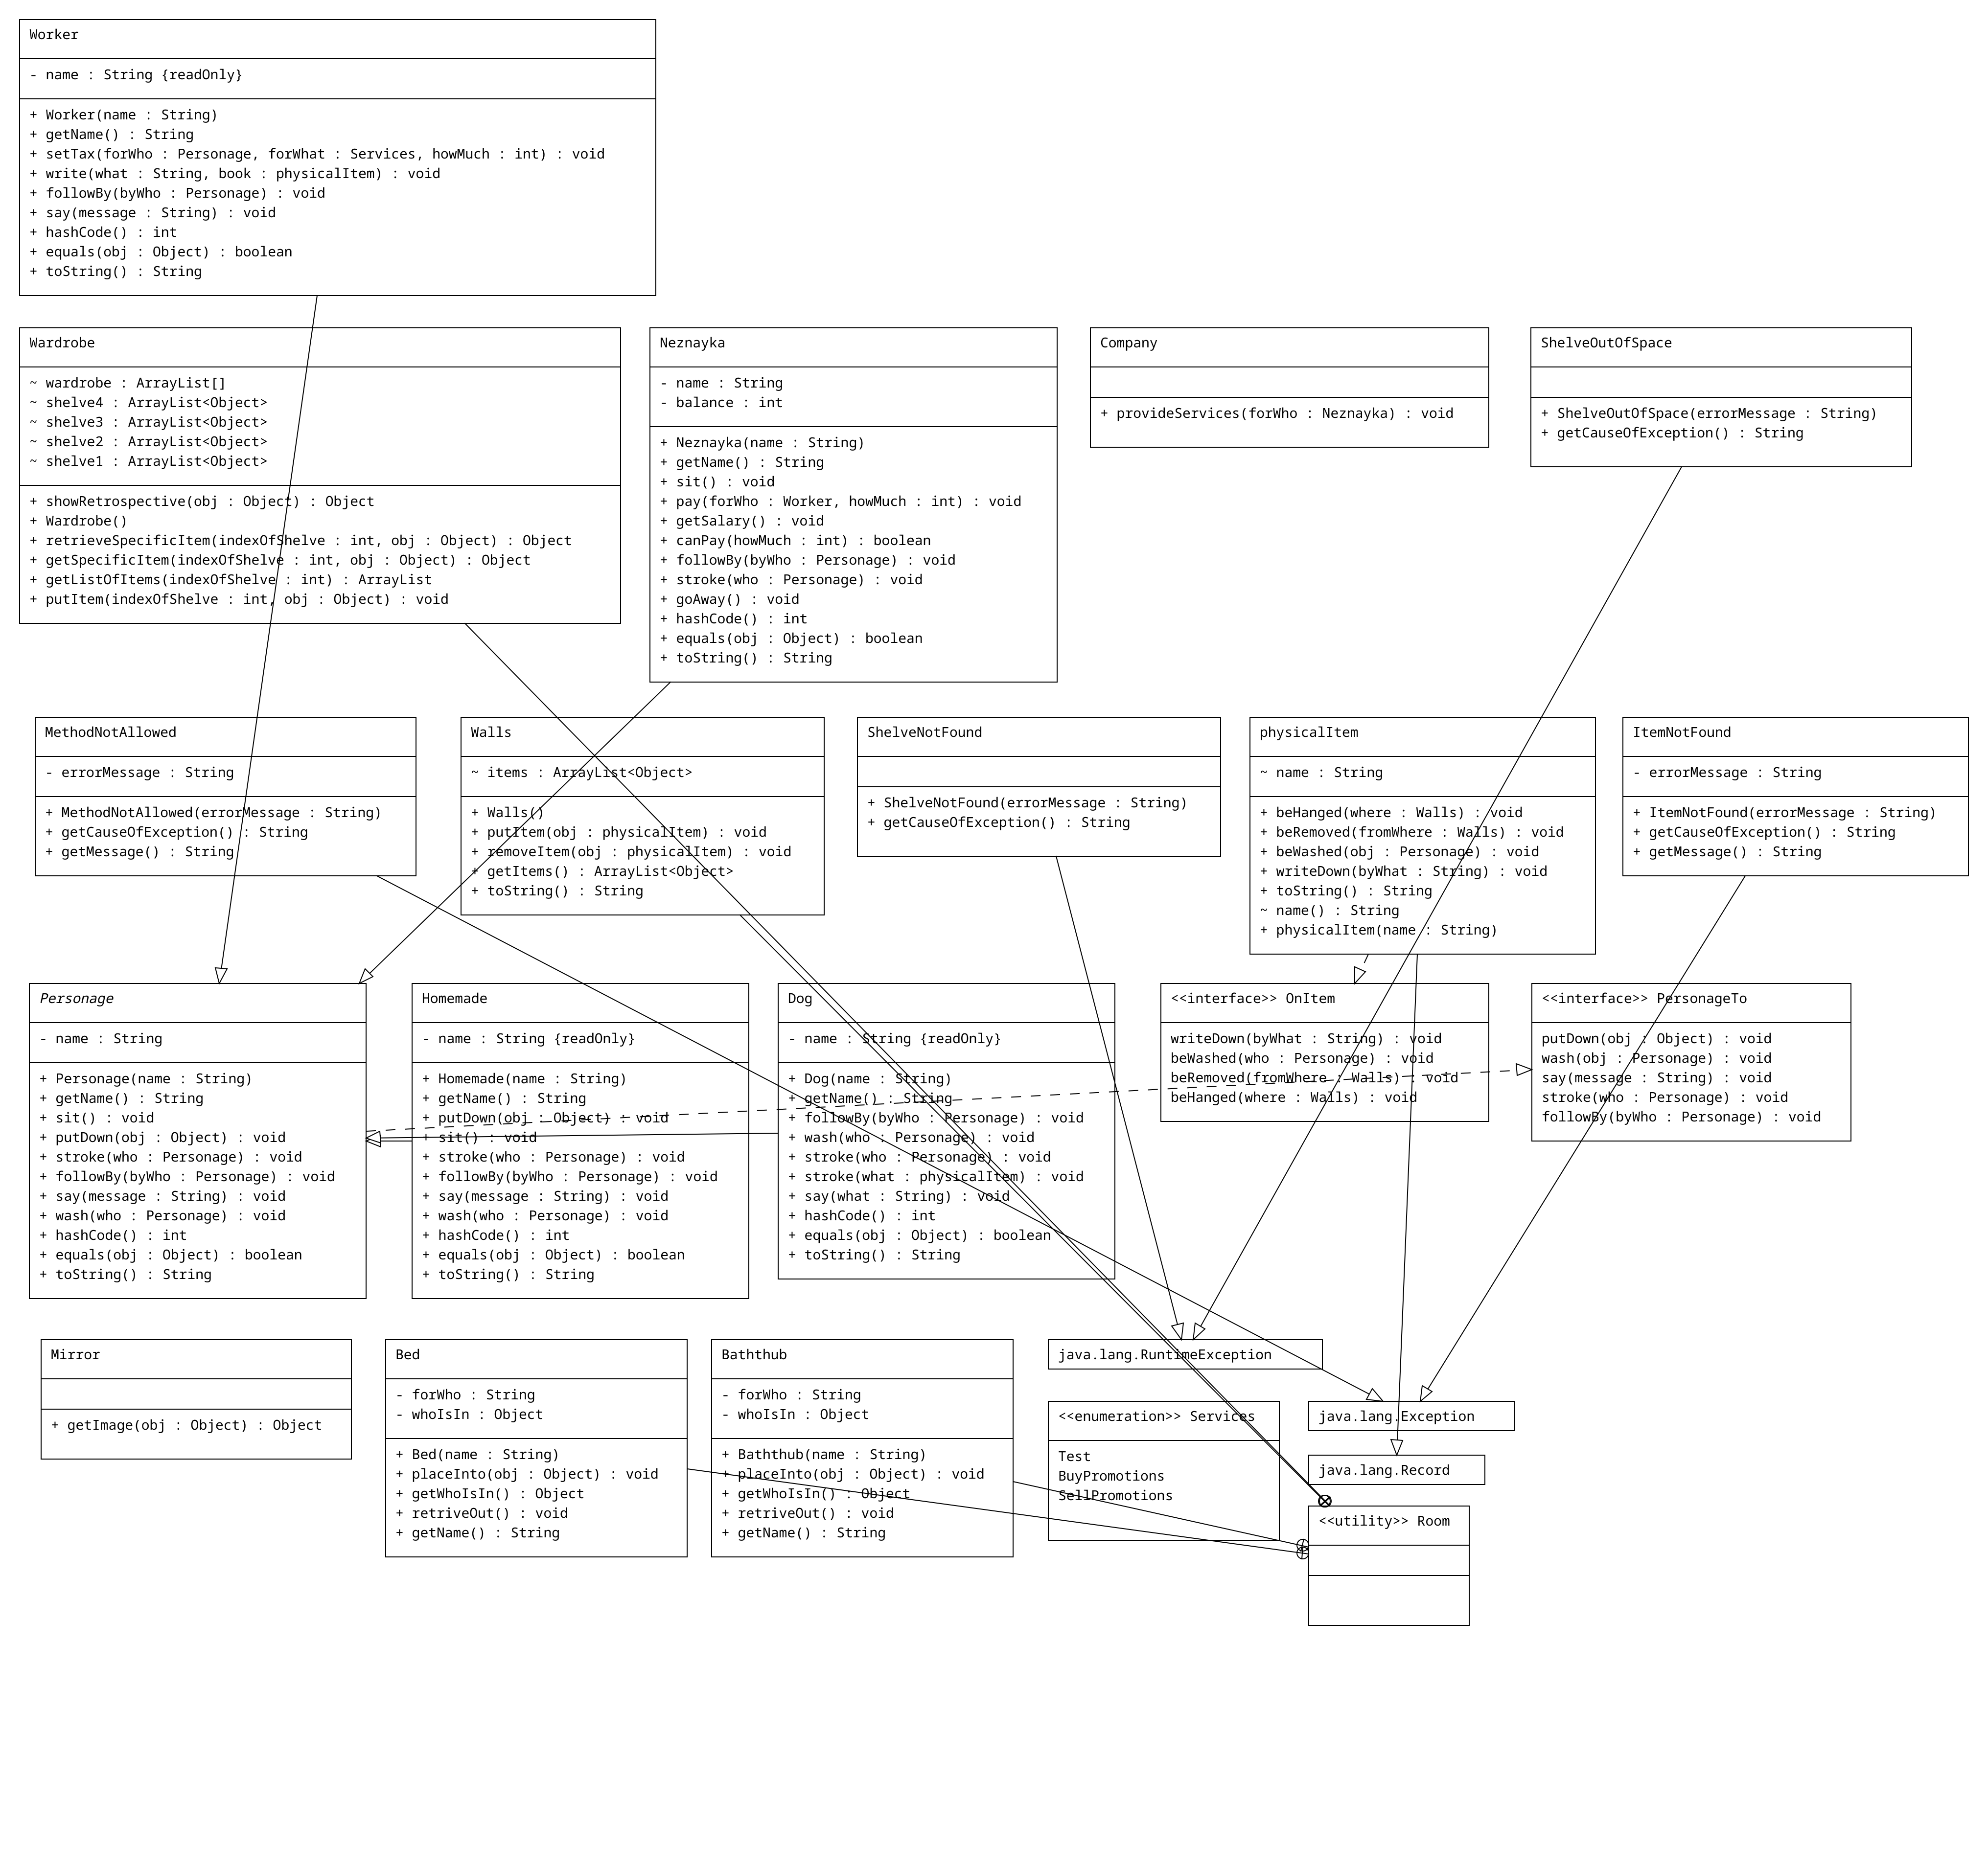 Worker
- name : String {readOnly}
+ Worker(name : String)
+ getName() : String
+ setTax(forWho : Personage, forWhat : Services, howMuch : int) : void
+ write(what : String, book : physicalItem) : void
+ followBy(byWho : Personage) : void
+ say(message : String) : void
+ hashCode() : int
+ equals(obj : Object) : boolean
+ toString() : String
Wardrobe
~ wardrobe : ArrayList[]
~ shelve4 : ArrayList<Object>
~ shelve3 : ArrayList<Object>
~ shelve2 : ArrayList<Object>
~ shelve1 : ArrayList<Object>
+ showRetrospective(obj : Object) : Object
+ Wardrobe()
+ retrieveSpecificItem(indexOfShelve : int, obj : Object) : Object
+ getSpecificItem(indexOfShelve : int, obj : Object) : Object
+ getListOfItems(indexOfShelve : int) : ArrayList
+ putItem(indexOfShelve : int, obj : Object) : void
Neznayka
- name : String
- balance : int
+ Neznayka(name : String)
+ getName() : String
+ sit() : void
+ pay(forWho : Worker, howMuch : int) : void
+ getSalary() : void
+ canPay(howMuch : int) : boolean
+ followBy(byWho : Personage) : void
+ stroke(who : Personage) : void
+ goAway() : void
+ hashCode() : int
+ equals(obj : Object) : boolean
+ toString() : String
Company
+ provideServices(forWho : Neznayka) : void
ShelveOutOfSpace
+ ShelveOutOfSpace(errorMessage : String)
+ getCauseOfException() : String
MethodNotAllowed
- errorMessage : String
+ MethodNotAllowed(errorMessage : String)
+ getCauseOfException() : String
+ getMessage() : String
Walls
~ items : ArrayList<Object>
+ Walls()
+ putItem(obj : physicalItem) : void
+ removeItem(obj : physicalItem) : void
+ getItems() : ArrayList<Object>
+ toString() : String
ShelveNotFound
+ ShelveNotFound(errorMessage : String)
+ getCauseOfException() : String
physicalItem
~ name : String
+ beHanged(where : Walls) : void
+ beRemoved(fromWhere : Walls) : void
+ beWashed(obj : Personage) : void
+ writeDown(byWhat : String) : void
+ toString() : String
~ name() : String
+ physicalItem(name : String)
ItemNotFound
- errorMessage : String
+ ItemNotFound(errorMessage : String)
+ getCauseOfException() : String
+ getMessage() : String
Personage
- name : String
+ Personage(name : String)
+ getName() : String
+ sit() : void
+ putDown(obj : Object) : void
+ stroke(who : Personage) : void
+ followBy(byWho : Personage) : void
+ say(message : String) : void
+ wash(who : Personage) : void
+ hashCode() : int
+ equals(obj : Object) : boolean
+ toString() : String
Homemade
- name : String {readOnly}
+ Homemade(name : String)
+ getName() : String
+ putDown(obj : Object) : void
+ sit() : void
+ stroke(who : Personage) : void
+ followBy(byWho : Personage) : void
+ say(message : String) : void
+ wash(who : Personage) : void
+ hashCode() : int
+ equals(obj : Object) : boolean
+ toString() : String
Dog
- name : String {readOnly}
+ Dog(name : String)
+ getName() : String
+ followBy(byWho : Personage) : void
+ wash(who : Personage) : void
+ stroke(who : Personage) : void
+ stroke(what : physicalItem) : void
+ say(what : String) : void
+ hashCode() : int
+ equals(obj : Object) : boolean
+ toString() : String
<<interface>> OnItem
writeDown(byWhat : String) : void
beWashed(who : Personage) : void
beRemoved(fromWhere : Walls) : void
beHanged(where : Walls) : void
<<interface>> PersonageTo
putDown(obj : Object) : void
wash(obj : Personage) : void
say(message : String) : void
stroke(who : Personage) : void
followBy(byWho : Personage) : void
Mirror
+ getImage(obj : Object) : Object
Bed
- forWho : String
- whoIsIn : Object
+ Bed(name : String)
+ placeInto(obj : Object) : void
+ getWhoIsIn() : Object
+ retriveOut() : void
+ getName() : String
Baththub
- forWho : String
- whoIsIn : Object
+ Baththub(name : String)
+ placeInto(obj : Object) : void
+ getWhoIsIn() : Object
+ retriveOut() : void
+ getName() : String
java.lang.RuntimeException
<<enumeration>> Services
Test
BuyPromotions
SellPromotions
java.lang.Exception
java.lang.Record
<<utility>> Room